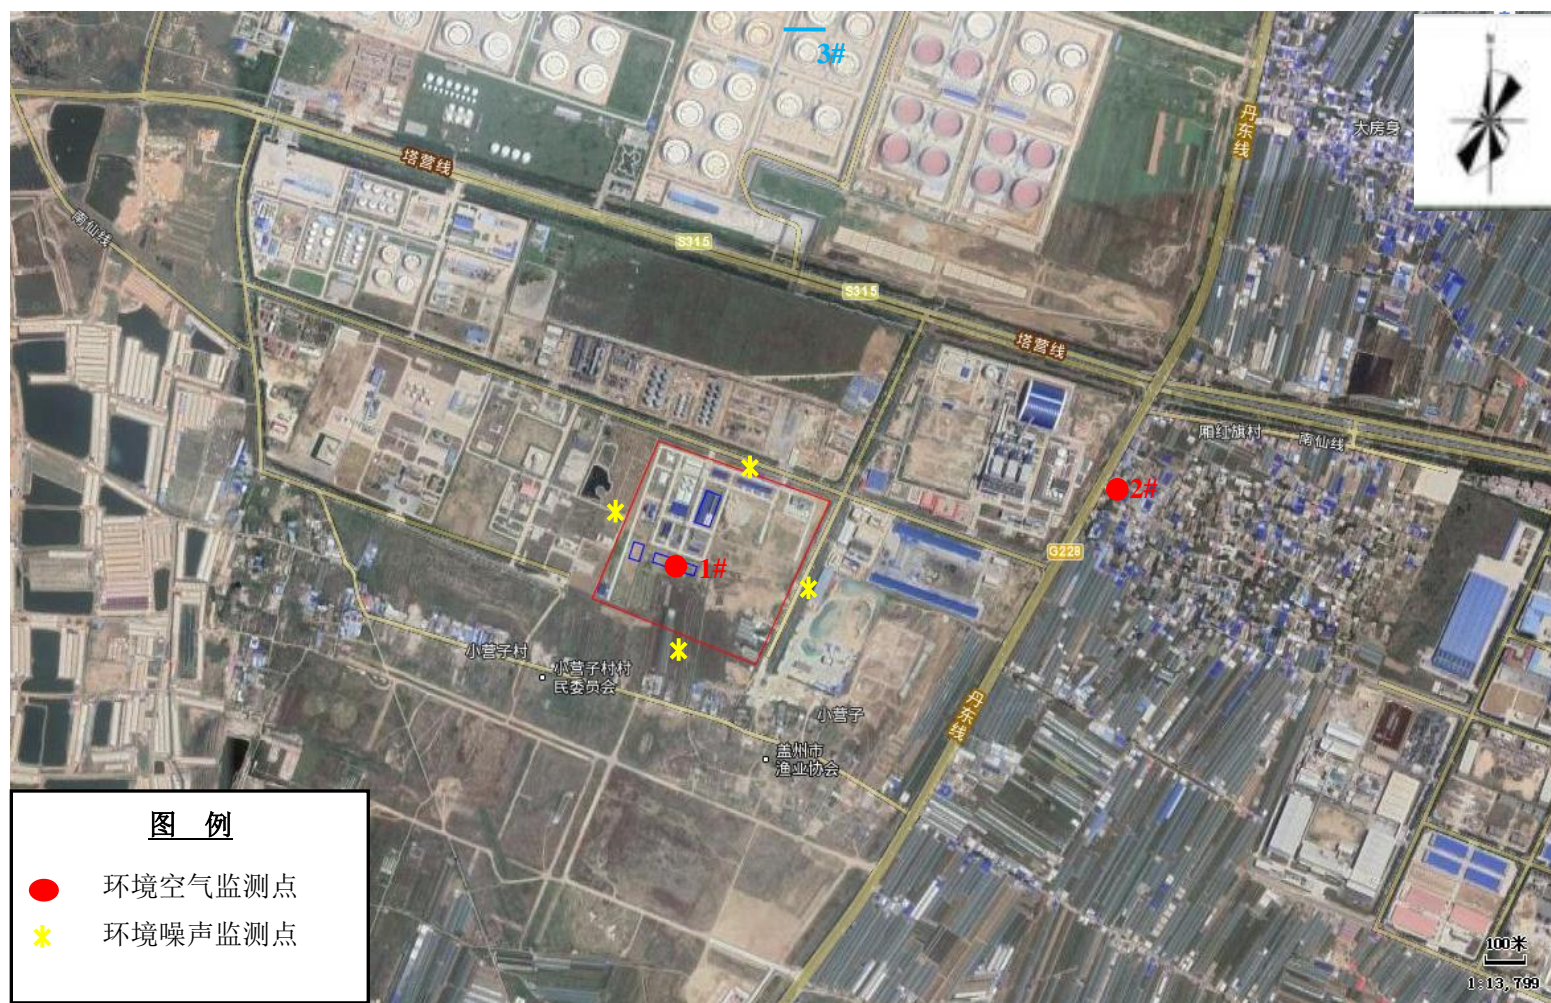 3#
丹东线
大房身
塔营线
南仙线
S315
S315
塔营线
厢红旗村
南仙线
2#
G228
1#
小营子村
小营子村村
民委员会
小营子
丹东线
盖州市
渔业协会
图 例
环境空气监测点
环境噪声监测点
100米
1:13,799